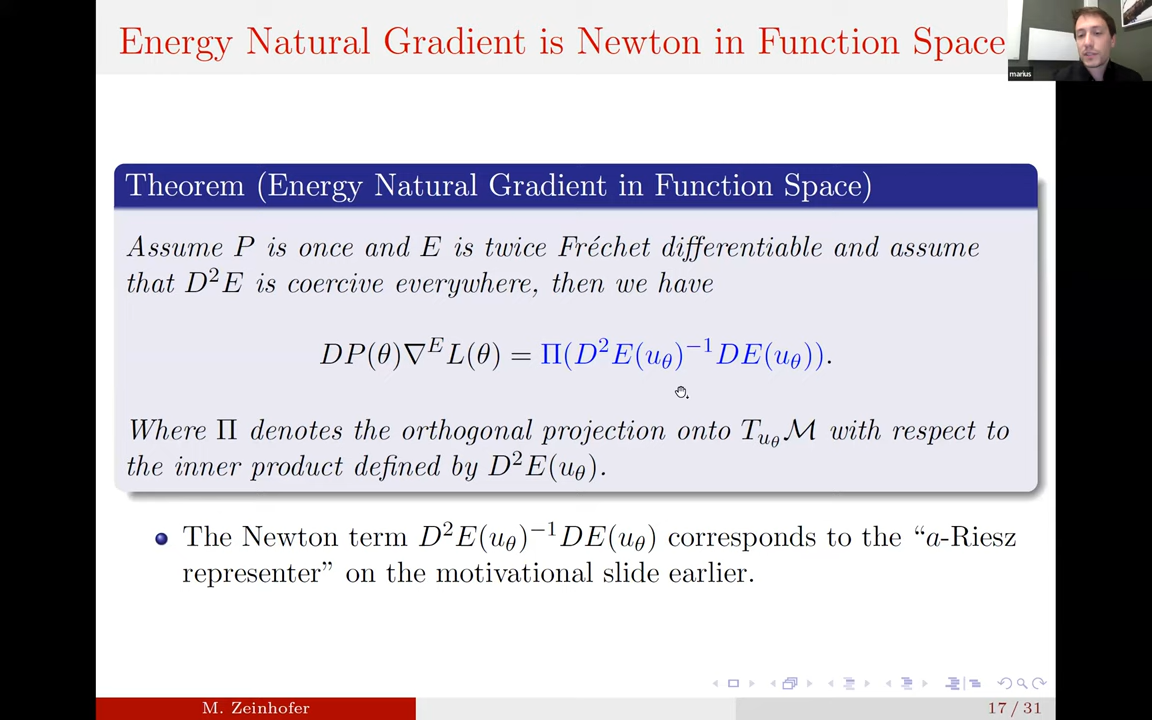 Energy Natural Gradient is Newton in Function Space
marius
Theorem (Energy Natural Gradient in Function Space)
Assume P is once and E is twice Fréchet differentiable and assume
that D²E is coercive everywhere, then we have
DP(θ)∇ᴱL(θ) = Π(D²E(u_θ)⁻¹DE(u_θ)).
Where Π denotes the orthogonal projection onto T_{u_θ}ℳ with respect to
the inner product defined by D²E(u_θ).
The Newton term D²E(u_θ)⁻¹DE(u_θ) corresponds to the “a-Riesz
representer” on the motivational slide earlier.
M. Zeinhofer
17 / 31